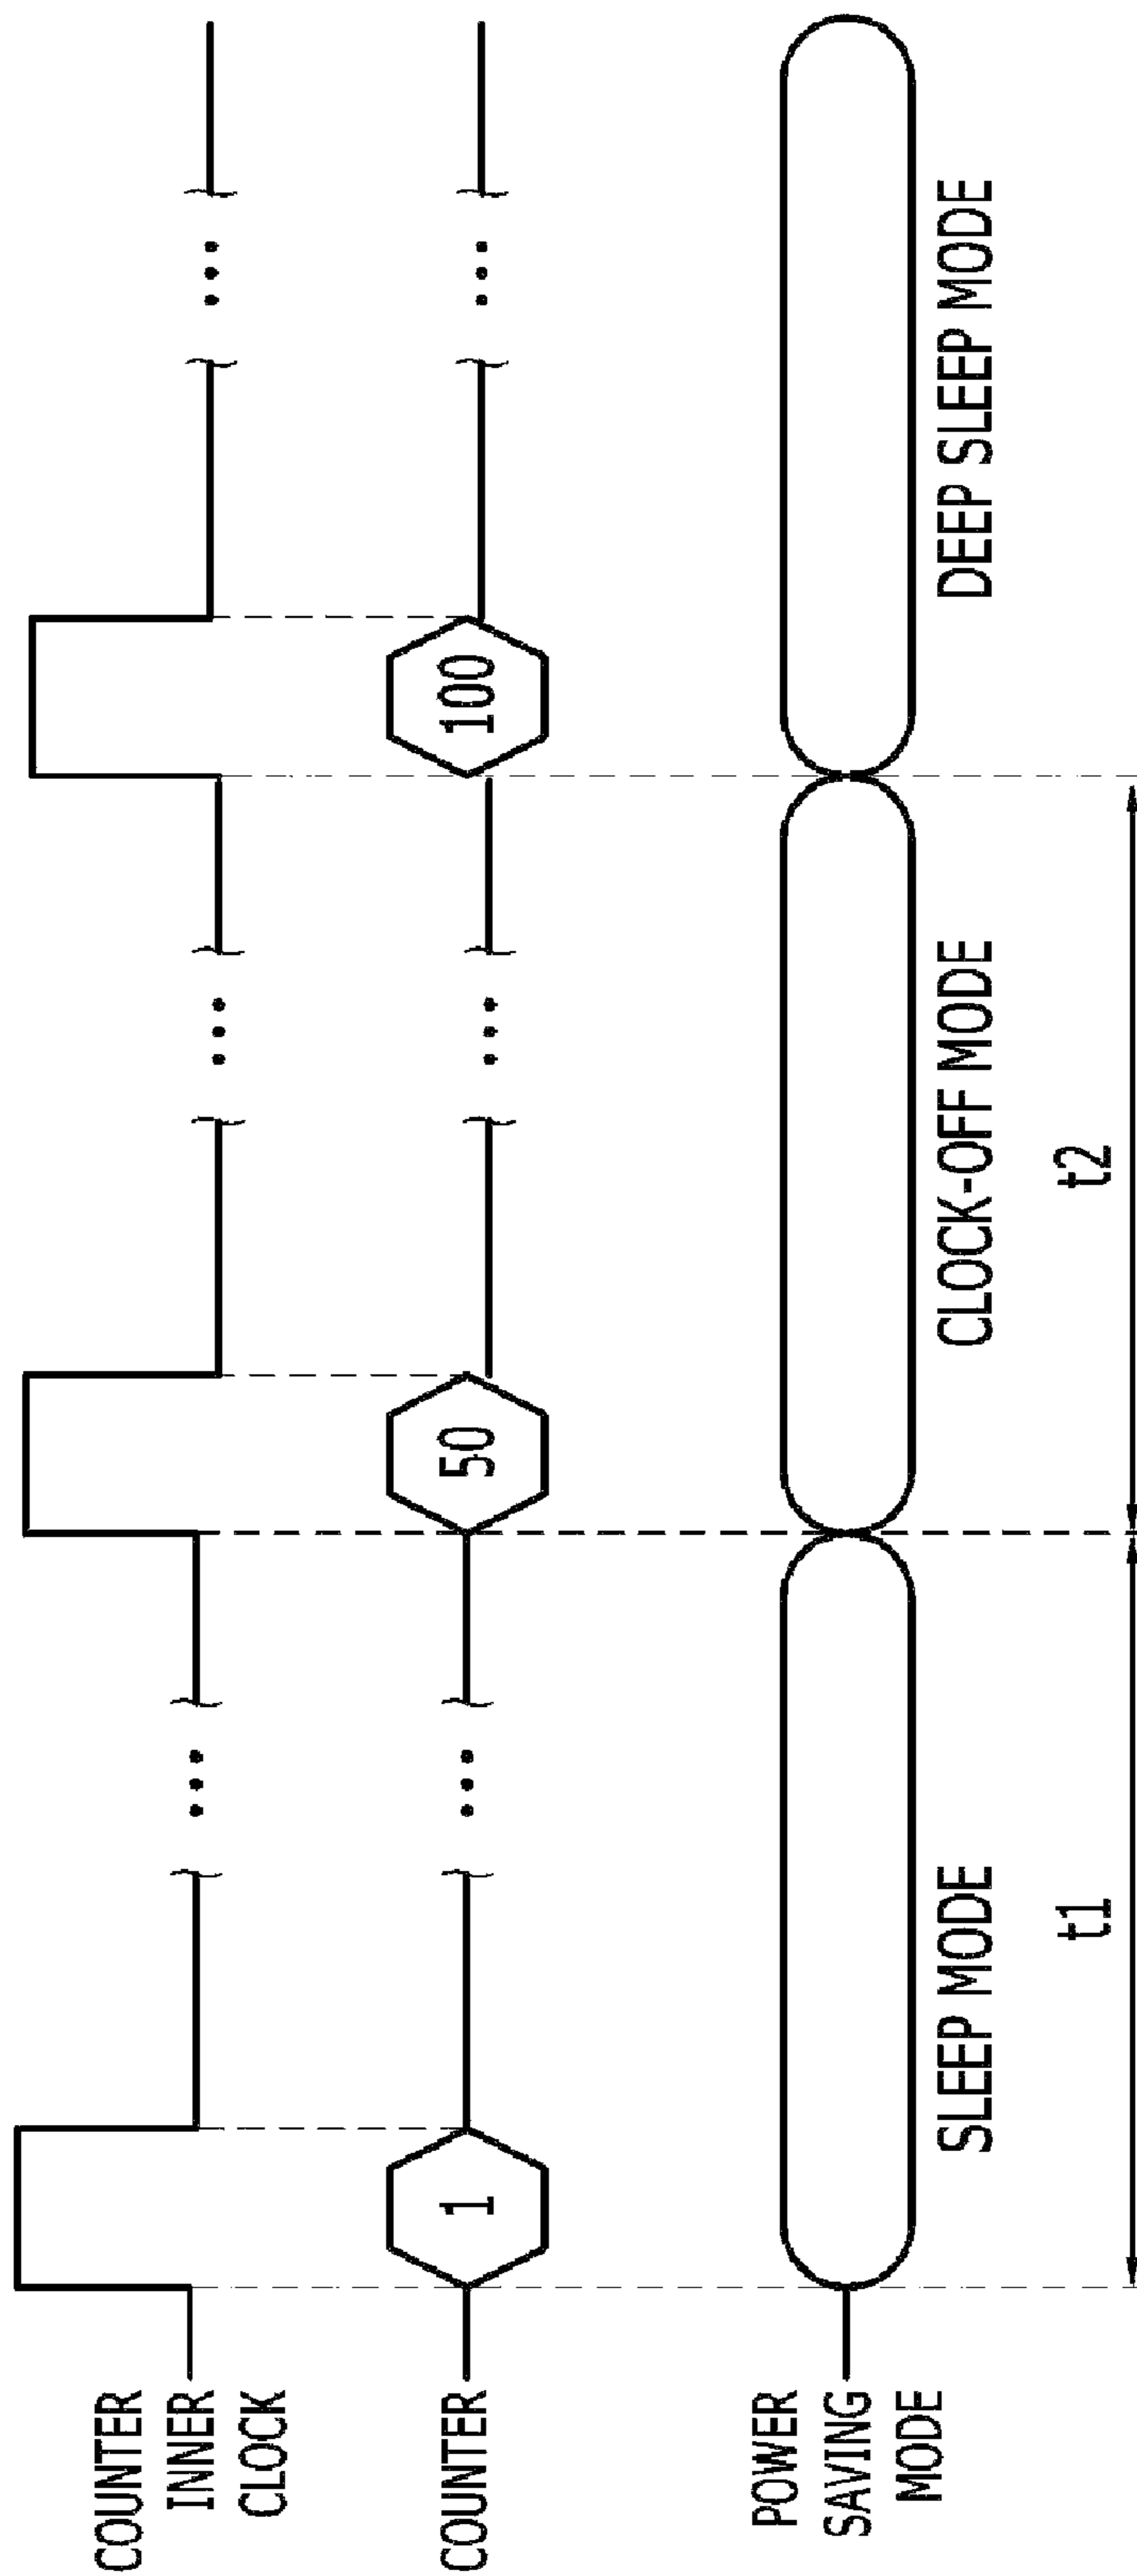 COUNTER
INNER
CLOCK
COUNTER
1
50
100
POWER
SAVING
MODE
SLEEP MODE
CLOCK-OFF MODE
DEEP SLEEP MODE
t1
t2